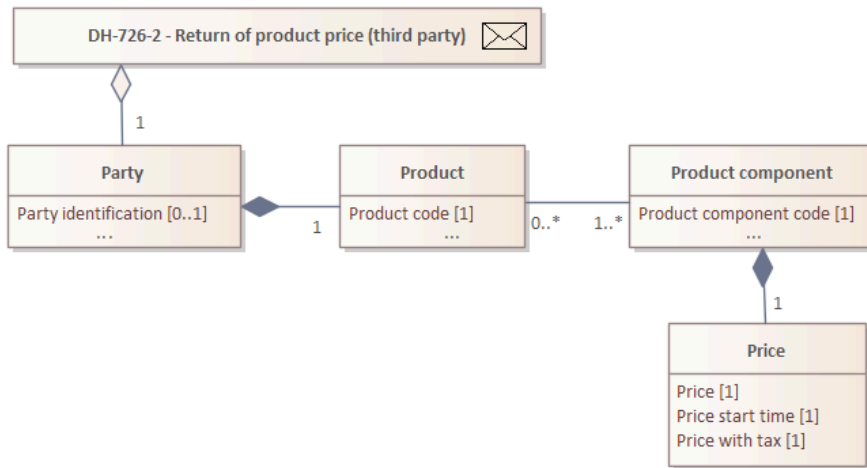 DH-726-2 - Return of product price (third party)
1
Party
Party identification [0..1]
...
1
Product
Product code [1]
...
0..*
1..*
Product component
Product component code [1]
...
1
Price
Price [1]
Price start time [1]
Price with tax [1]